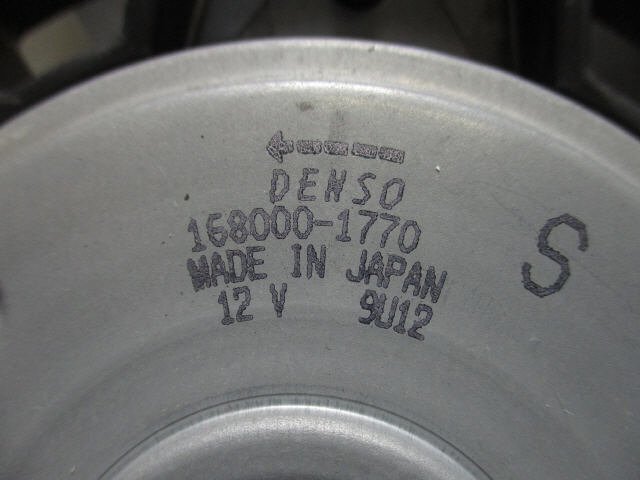 DENSO
168000-1770
MADE IN JAPAN
12 V 9U12
S